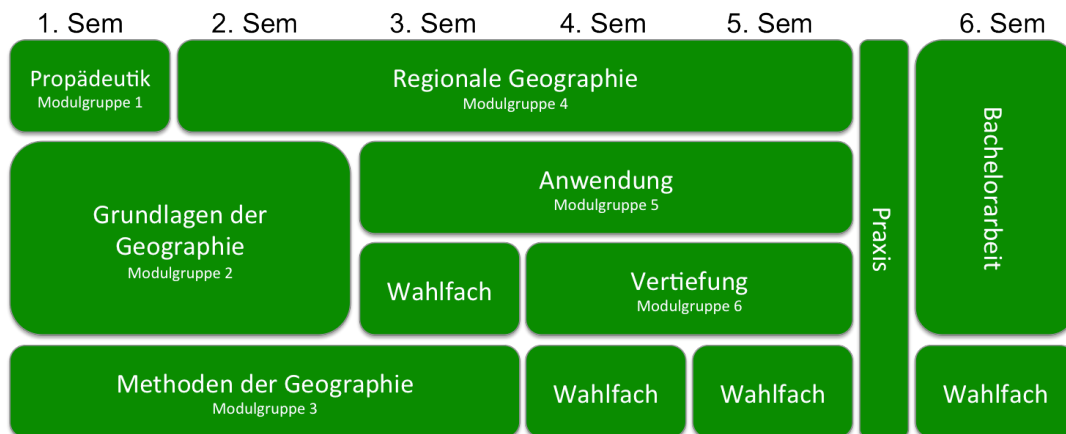 1. Sem
2. Sem
3. Sem
4. Sem
5. Sem
6. Sem
Propädeutik
Modulgruppe 1
Regionale Geographie
Modulgruppe 4
Grundlagen der
Geographie
Modulgruppe 2
Anwendung
Modulgruppe 5
Wahlfach
Vertiefung
Modulgruppe 6
Methoden der Geographie
Modulgruppe 3
Wahlfach
Wahlfach
Praxis
Bachelorarbeit
Wahlfach